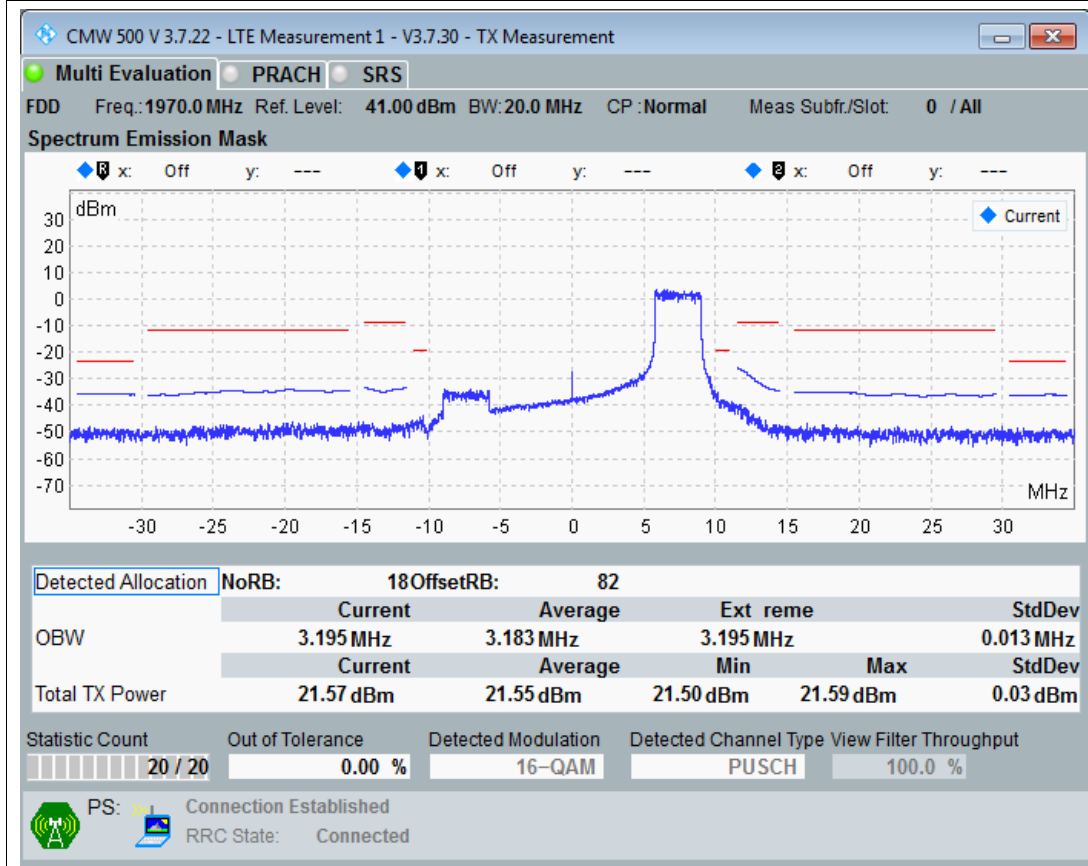 CMW 500 V 3.7.22 - LTE Measurement 1 - V3.7.30 - TX Measurement
Multi Evaluation PRACH SRS
FDD Freq.: 1970.0 MHz Ref. Level: 41.00 dBm BW: 20.0 MHz CP : Normal Meas Subfr./Slot: 0 / All
Spectrum Emission Mask
R x: Off y: --- 1 x: Off y: --- 2 x: Off y: ---
dBm
Current
30
20
10
0
-10
-20
-30
-40
-50
-60
-70
MHz
-30 -25 -20 -15 -10 -5 0 5 10 15 20 25 30
Detected Allocation NoRB: 18 OffsetRB: 82
Current Average Ext reme StdDev
OBW 3.195 MHz 3.183 MHz 3.195 MHz 0.013 MHz
Current Average Min Max StdDev
Total TX Power 21.57 dBm 21.55 dBm 21.50 dBm 21.59 dBm 0.03 dBm
Statistic Count Out of Tolerance Detected Modulation Detected Channel Type View Filter Throughput
20 / 20 0.00 % 16-QAM PUSCH 100.0 %
PS: Connection Established
RRC State: Connected